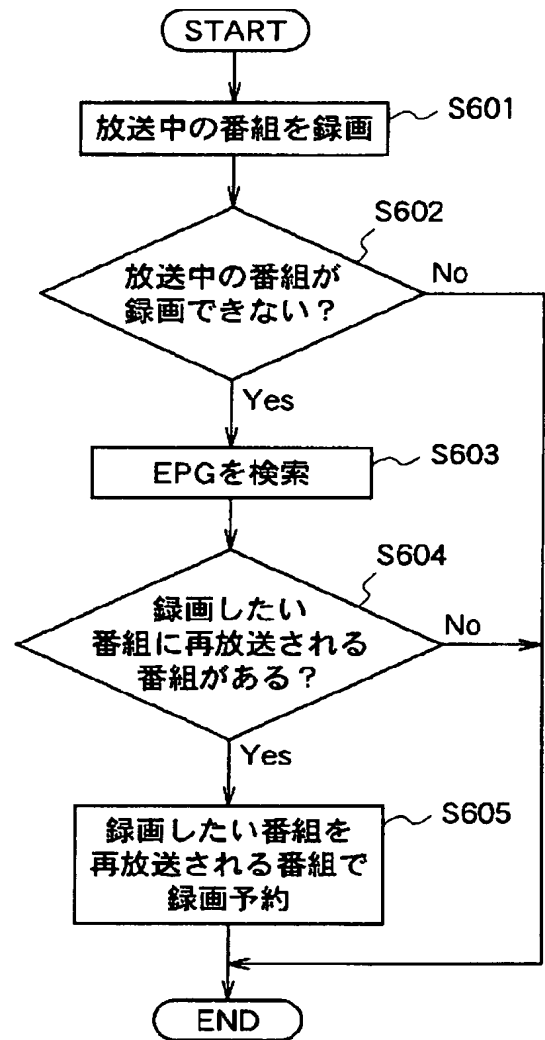 START
放送中の番組を録画
S601
S602
放送中の番組が
録画できない？
No
Yes
EPGを検索
S603
S604
録画したい
番組に再放送される
番組がある？
No
Yes
S605
録画したい番組を
再放送される番組で
録画予約
END